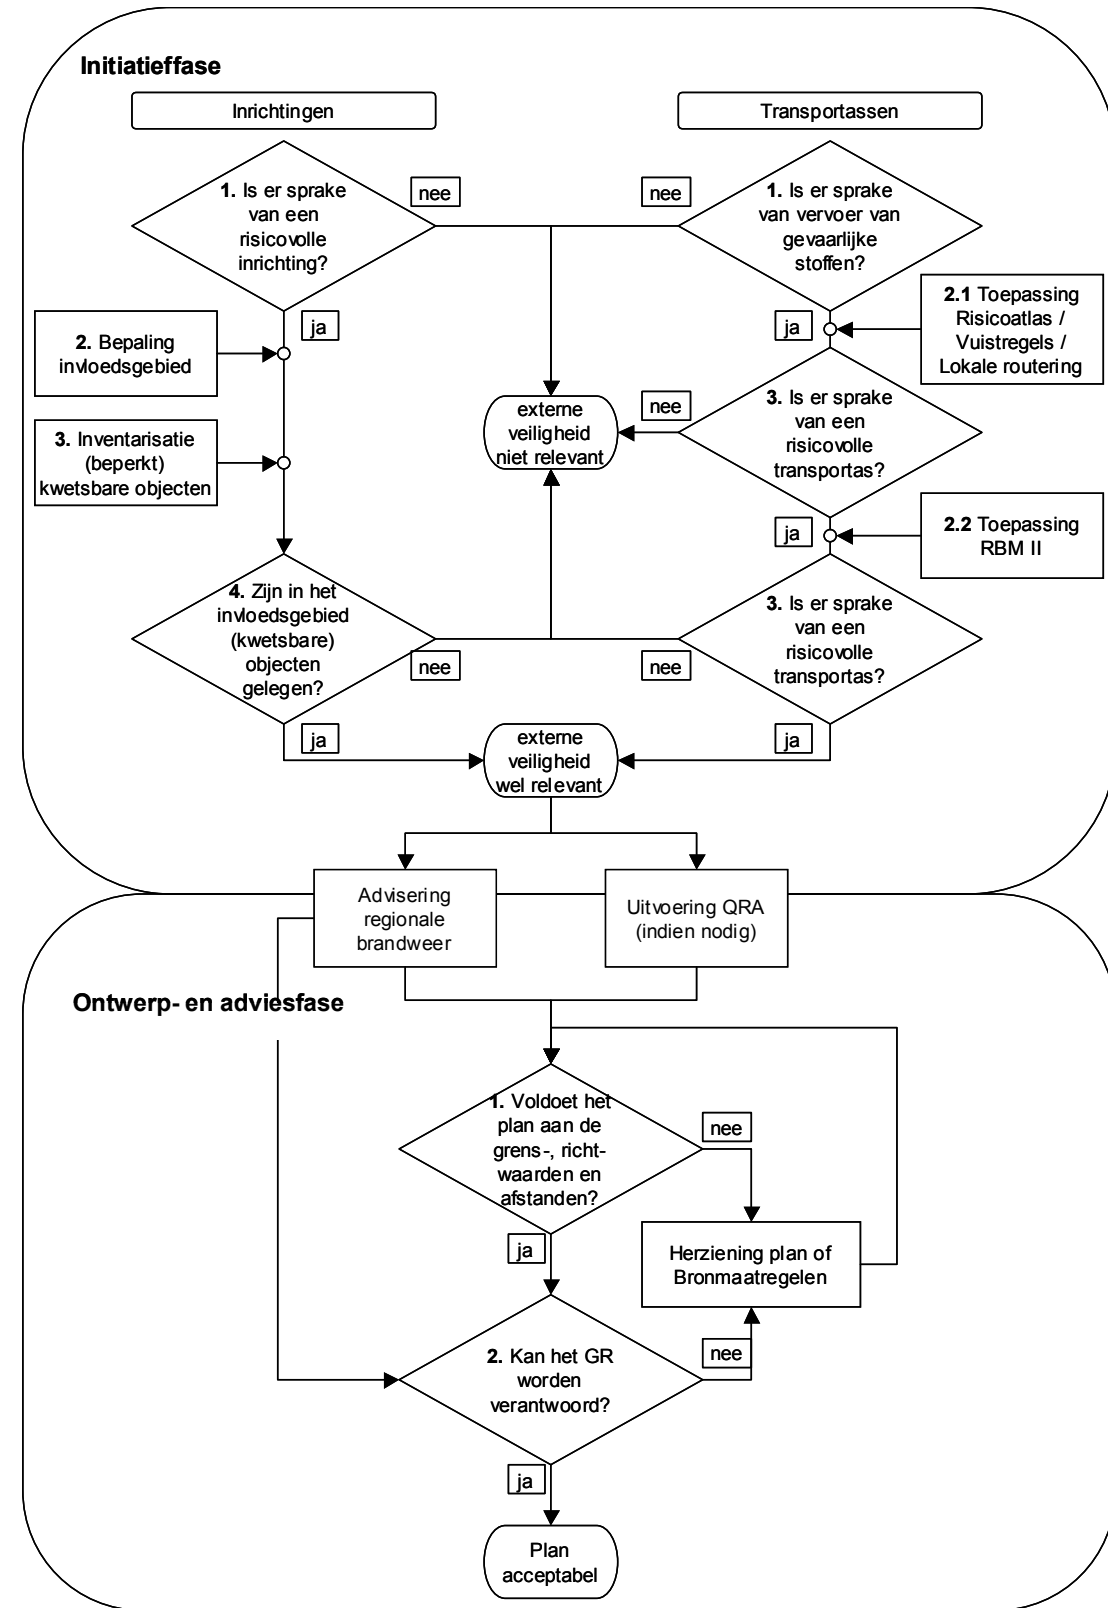 Initiatieffase
Inrichtingen
Transportassen
1. Is er sprake
van een
risicovolle
inrichting?
nee
nee
1. Is er sprake
van vervoer van
gevaarlijke
stoffen?
ja
ja
2. Bepaling
invloedsgebied
2.1 Toepassing
Risicoatlas /
Vuistregels /
Lokale routering
3. Inventarisatie
(beperkt)
kwetsbare objecten
externe
veiligheid
niet relevant
nee
3. Is er sprake
van een
risicovolle
transportas?
ja
2.2 Toepassing
RBM II
4. Zijn in het
invloedsgebied
(kwetsbare)
objecten
gelegen?
nee
nee
3. Is er sprake
van een
risicovolle
transportas?
ja
ja
externe
veiligheid
wel relevant
Advisering
regionale
brandweer
Uitvoering QRA
(indien nodig)
Ontwerp- en adviesfase
1. Voldoet het
plan aan de
grens-, richt-
waarden en
afstanden?
nee
ja
Herziening plan of
Bronmaatregelen
2. Kan het GR
worden
verantwoord?
nee
ja
Plan
acceptabel